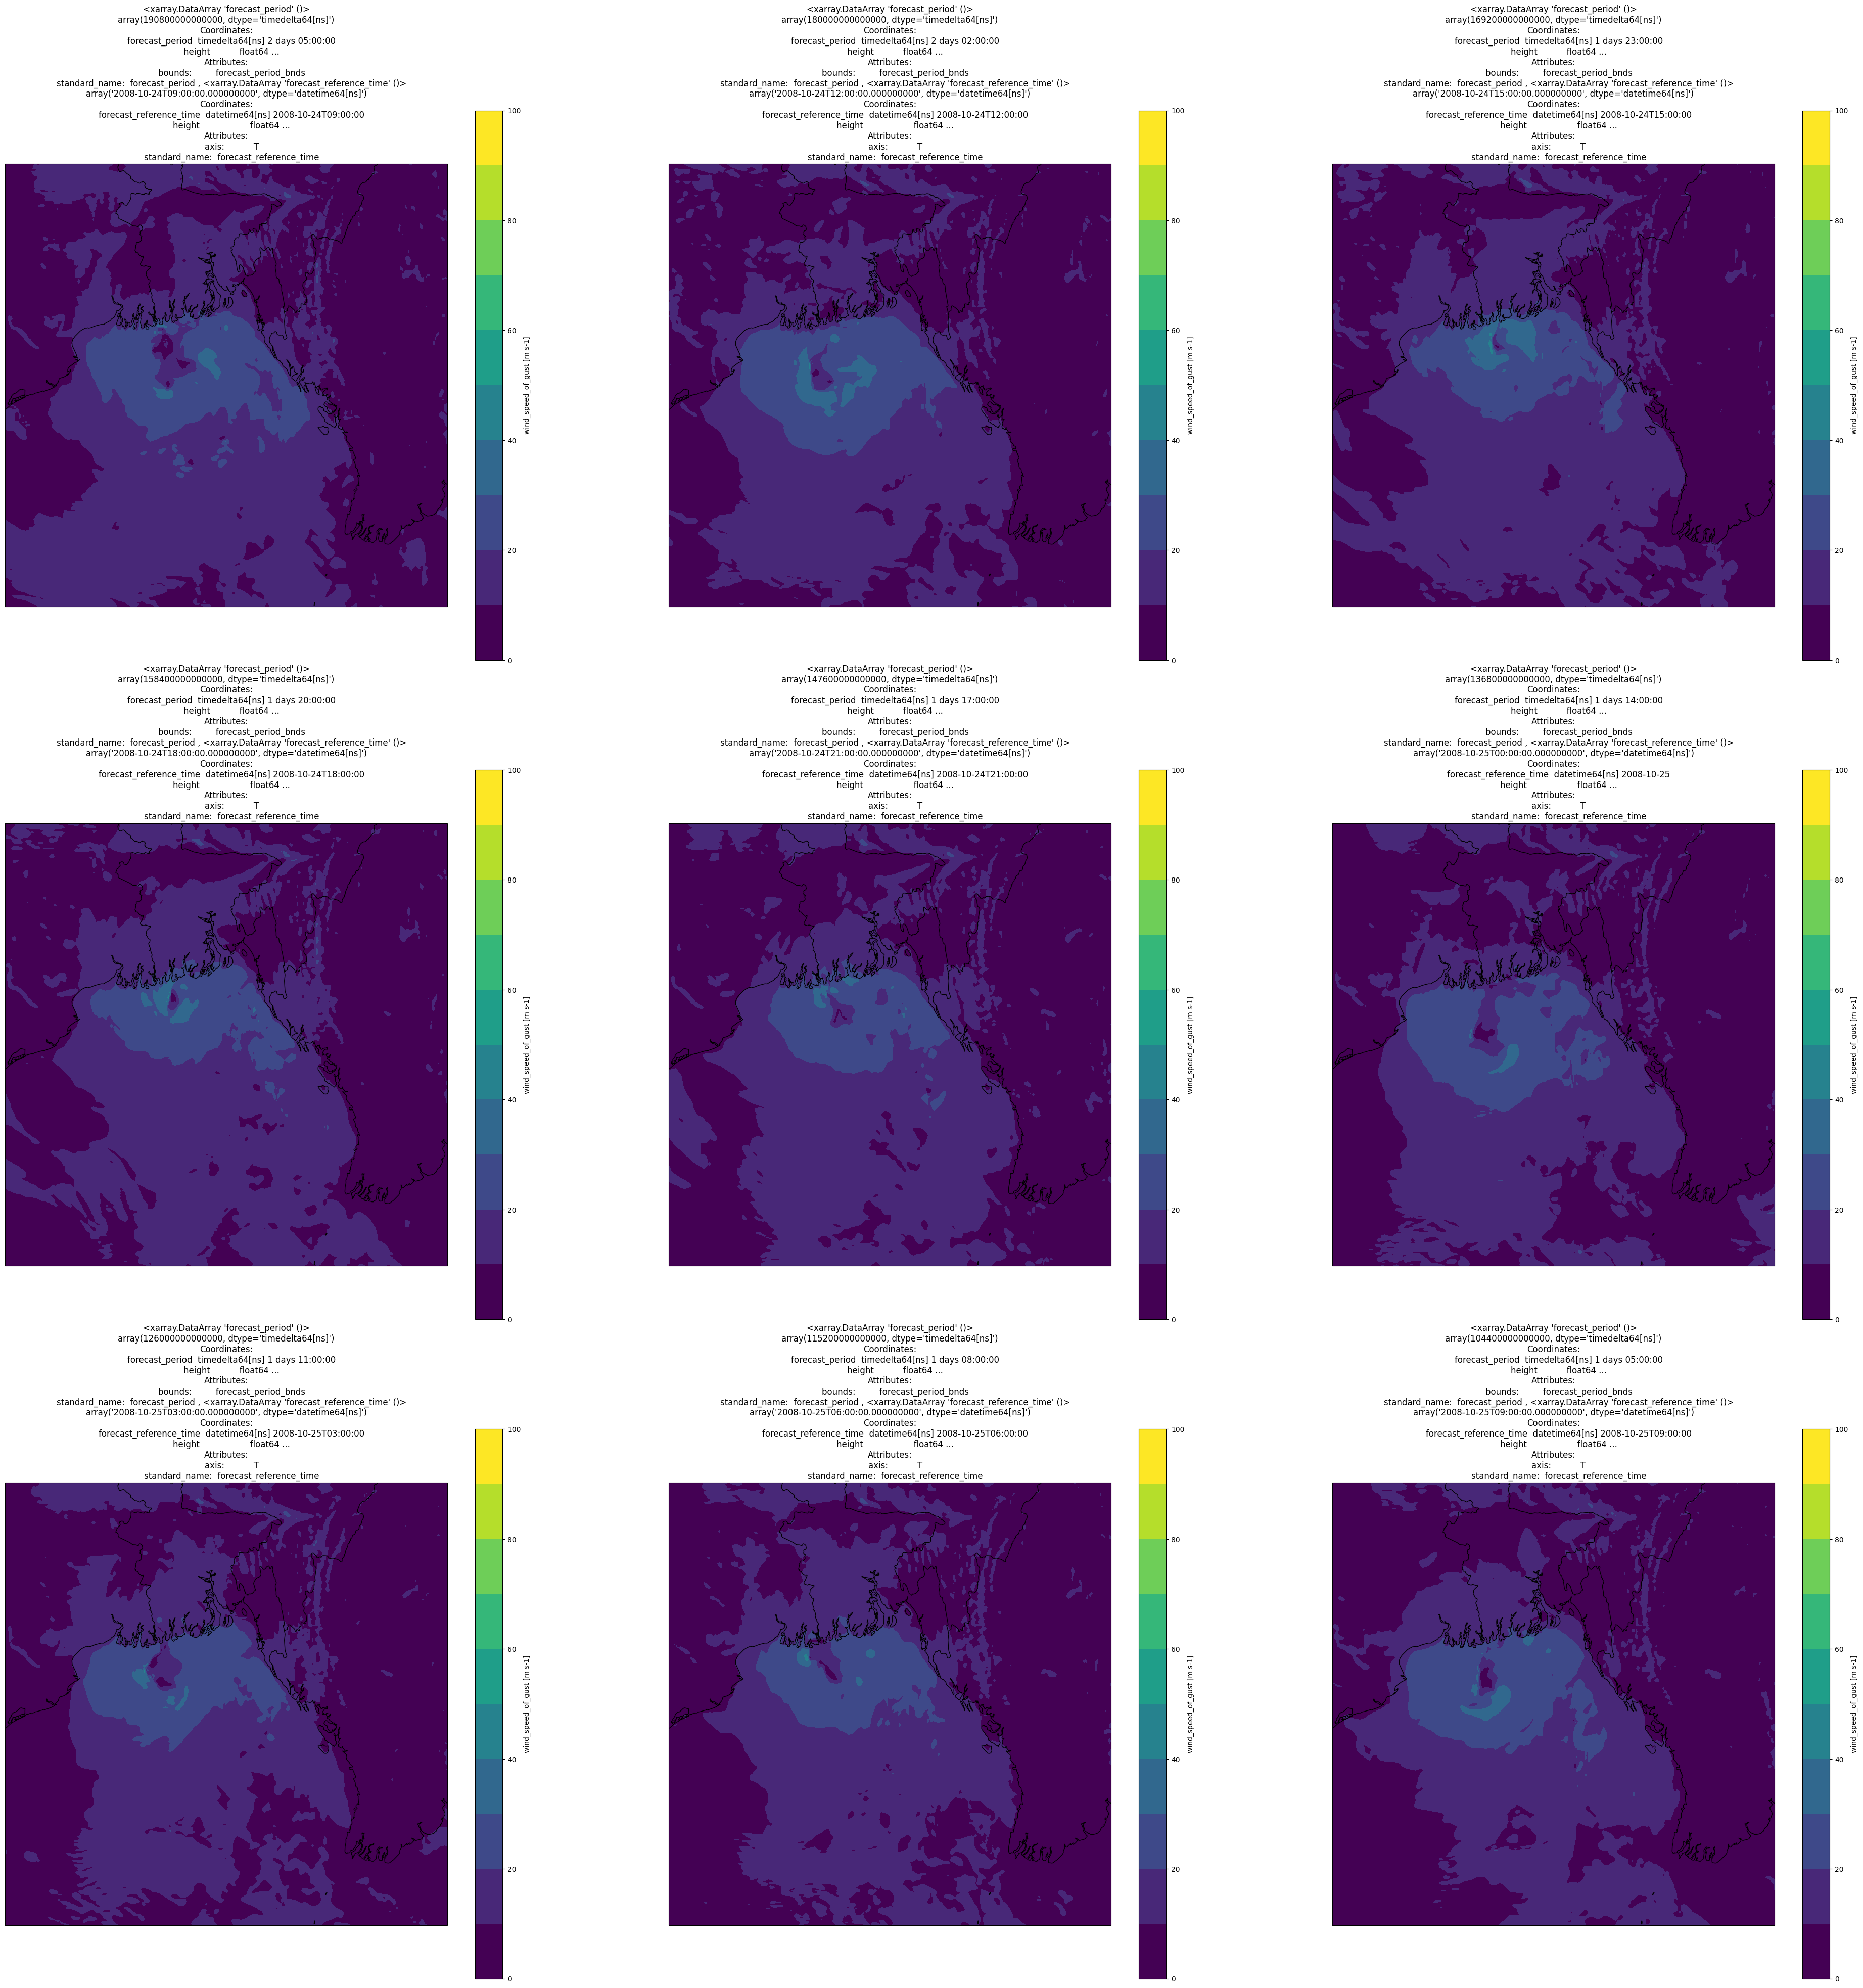 <xarray.DataArray 'forecast_period' ()>
array(190800000000000, dtype='timedelta64[ns]')
Coordinates:
forecast_period  timedelta64[ns] 2 days 05:00:00
height           float64 ...
Attributes:
bounds:         forecast_period_bnds
standard_name:  forecast_period , <xarray.DataArray 'forecast_reference_time' ()>
array('2008-10-24T09:00:00.000000000', dtype='datetime64[ns]')
Coordinates:
forecast_reference_time  datetime64[ns] 2008-10-24T09:00:00
height                   float64 ...
Attributes:
axis:           T
standard_name:  forecast_reference_time
100
80
60
40
20
0
wind_speed_of_gust [m s-1]
<xarray.DataArray 'forecast_period' ()>
array(180000000000000, dtype='timedelta64[ns]')
Coordinates:
forecast_period  timedelta64[ns] 2 days 02:00:00
height           float64 ...
Attributes:
bounds:         forecast_period_bnds
standard_name:  forecast_period , <xarray.DataArray 'forecast_reference_time' ()>
array('2008-10-24T12:00:00.000000000', dtype='datetime64[ns]')
Coordinates:
forecast_reference_time  datetime64[ns] 2008-10-24T12:00:00
height                   float64 ...
Attributes:
axis:           T
standard_name:  forecast_reference_time
100
80
60
40
20
0
wind_speed_of_gust [m s-1]
<xarray.DataArray 'forecast_period' ()>
array(169200000000000, dtype='timedelta64[ns]')
Coordinates:
forecast_period  timedelta64[ns] 1 days 23:00:00
height           float64 ...
Attributes:
bounds:         forecast_period_bnds
standard_name:  forecast_period , <xarray.DataArray 'forecast_reference_time' ()>
array('2008-10-24T15:00:00.000000000', dtype='datetime64[ns]')
Coordinates:
forecast_reference_time  datetime64[ns] 2008-10-24T15:00:00
height                   float64 ...
Attributes:
axis:           T
standard_name:  forecast_reference_time
100
80
60
40
20
0
wind_speed_of_gust [m s-1]
<xarray.DataArray 'forecast_period' ()>
array(158400000000000, dtype='timedelta64[ns]')
Coordinates:
forecast_period  timedelta64[ns] 1 days 20:00:00
height           float64 ...
Attributes:
bounds:         forecast_period_bnds
standard_name:  forecast_period , <xarray.DataArray 'forecast_reference_time' ()>
array('2008-10-24T18:00:00.000000000', dtype='datetime64[ns]')
Coordinates:
forecast_reference_time  datetime64[ns] 2008-10-24T18:00:00
height                   float64 ...
Attributes:
axis:           T
standard_name:  forecast_reference_time
100
80
60
40
20
0
wind_speed_of_gust [m s-1]
<xarray.DataArray 'forecast_period' ()>
array(147600000000000, dtype='timedelta64[ns]')
Coordinates:
forecast_period  timedelta64[ns] 1 days 17:00:00
height           float64 ...
Attributes:
bounds:         forecast_period_bnds
standard_name:  forecast_period , <xarray.DataArray 'forecast_reference_time' ()>
array('2008-10-24T21:00:00.000000000', dtype='datetime64[ns]')
Coordinates:
forecast_reference_time  datetime64[ns] 2008-10-24T21:00:00
height                   float64 ...
Attributes:
axis:           T
standard_name:  forecast_reference_time
100
80
60
40
20
0
wind_speed_of_gust [m s-1]
<xarray.DataArray 'forecast_period' ()>
array(136800000000000, dtype='timedelta64[ns]')
Coordinates:
forecast_period  timedelta64[ns] 1 days 14:00:00
height           float64 ...
Attributes:
bounds:         forecast_period_bnds
standard_name:  forecast_period , <xarray.DataArray 'forecast_reference_time' ()>
array('2008-10-25T00:00:00.000000000', dtype='datetime64[ns]')
Coordinates:
forecast_reference_time  datetime64[ns] 2008-10-25
height                   float64 ...
Attributes:
axis:           T
standard_name:  forecast_reference_time
100
80
60
40
20
0
wind_speed_of_gust [m s-1]
<xarray.DataArray 'forecast_period' ()>
array(126000000000000, dtype='timedelta64[ns]')
Coordinates:
forecast_period  timedelta64[ns] 1 days 11:00:00
height           float64 ...
Attributes:
bounds:         forecast_period_bnds
standard_name:  forecast_period , <xarray.DataArray 'forecast_reference_time' ()>
array('2008-10-25T03:00:00.000000000', dtype='datetime64[ns]')
Coordinates:
forecast_reference_time  datetime64[ns] 2008-10-25T03:00:00
height                   float64 ...
Attributes:
axis:           T
standard_name:  forecast_reference_time
100
80
60
40
20
0
wind_speed_of_gust [m s-1]
<xarray.DataArray 'forecast_period' ()>
array(115200000000000, dtype='timedelta64[ns]')
Coordinates:
forecast_period  timedelta64[ns] 1 days 08:00:00
height           float64 ...
Attributes:
bounds:         forecast_period_bnds
standard_name:  forecast_period , <xarray.DataArray 'forecast_reference_time' ()>
array('2008-10-25T06:00:00.000000000', dtype='datetime64[ns]')
Coordinates:
forecast_reference_time  datetime64[ns] 2008-10-25T06:00:00
height                   float64 ...
Attributes:
axis:           T
standard_name:  forecast_reference_time
100
80
60
40
20
0
wind_speed_of_gust [m s-1]
<xarray.DataArray 'forecast_period' ()>
array(104400000000000, dtype='timedelta64[ns]')
Coordinates:
forecast_period  timedelta64[ns] 1 days 05:00:00
height           float64 ...
Attributes:
bounds:         forecast_period_bnds
standard_name:  forecast_period , <xarray.DataArray 'forecast_reference_time' ()>
array('2008-10-25T09:00:00.000000000', dtype='datetime64[ns]')
Coordinates:
forecast_reference_time  datetime64[ns] 2008-10-25T09:00:00
height                   float64 ...
Attributes:
axis:           T
standard_name:  forecast_reference_time
100
80
60
40
20
0
wind_speed_of_gust [m s-1]